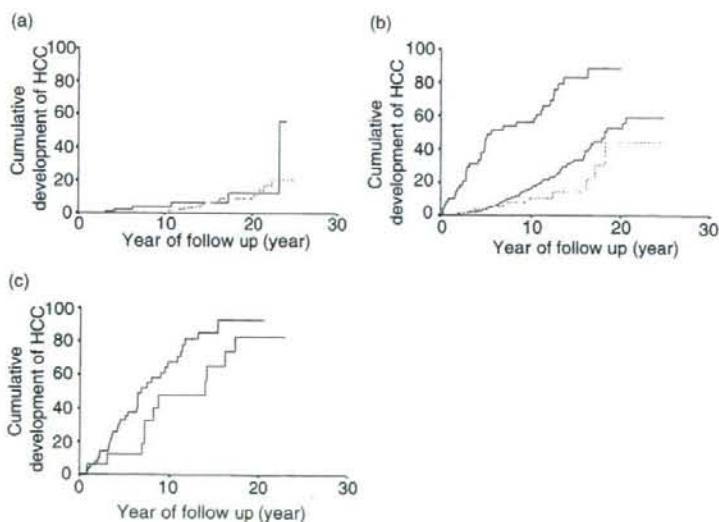 (a)
Cumulative
development of HCC
100
80
60
40
20
0
0 10 20 30
Year of follow up (year)
(b)
Cumulative
development of HCC
100
80
60
40
20
0
0 10 20 30
Year of follow up (year)
(c)
Cumulative
development of HCC
100
80
60
40
20
0
0 10 20 30
Year of follow up (year)